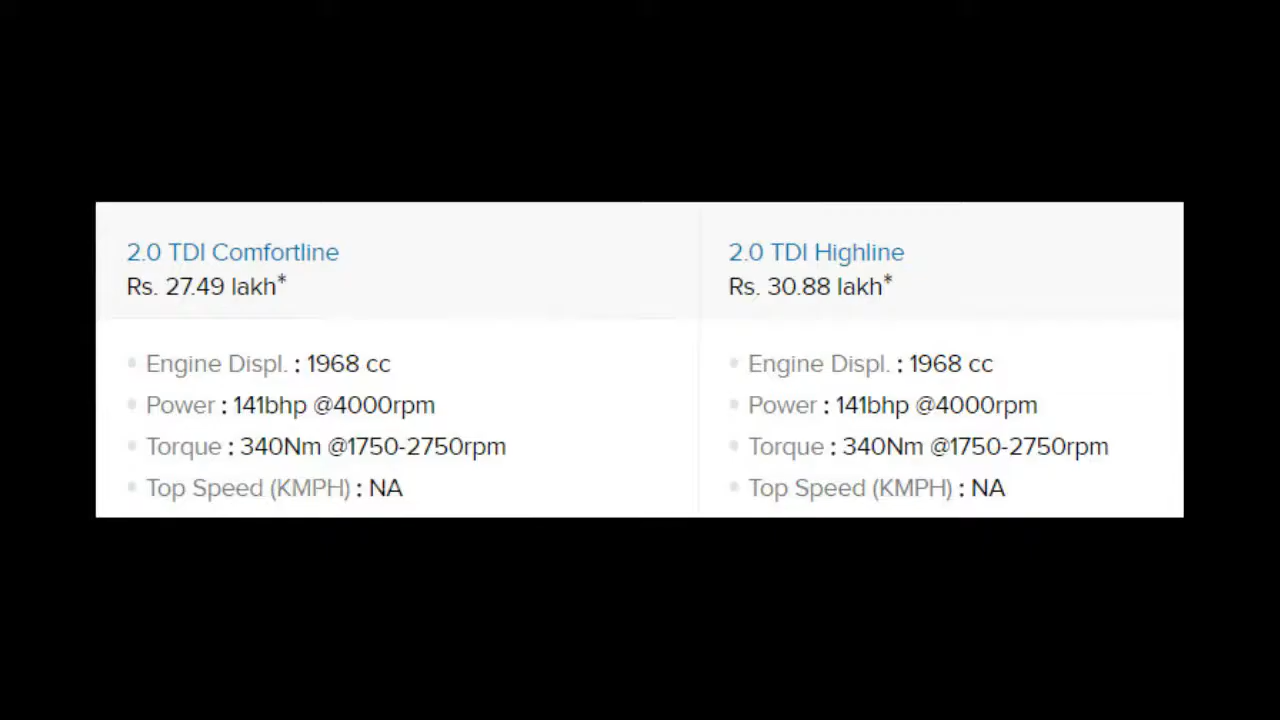 2.0 TDI Comfortline
Rs. 27.49 lakh*
Engine Displ. : 1968 cc
Power : 141bhp @4000rpm
Torque : 340Nm @1750-2750rpm
Top Speed (KMPH) : NA
2.0 TDI Highline
Rs. 30.88 lakh*
Engine Displ. : 1968 cc
Power : 141bhp @4000rpm
Torque : 340Nm @1750-2750rpm
Top Speed (KMPH) : NA